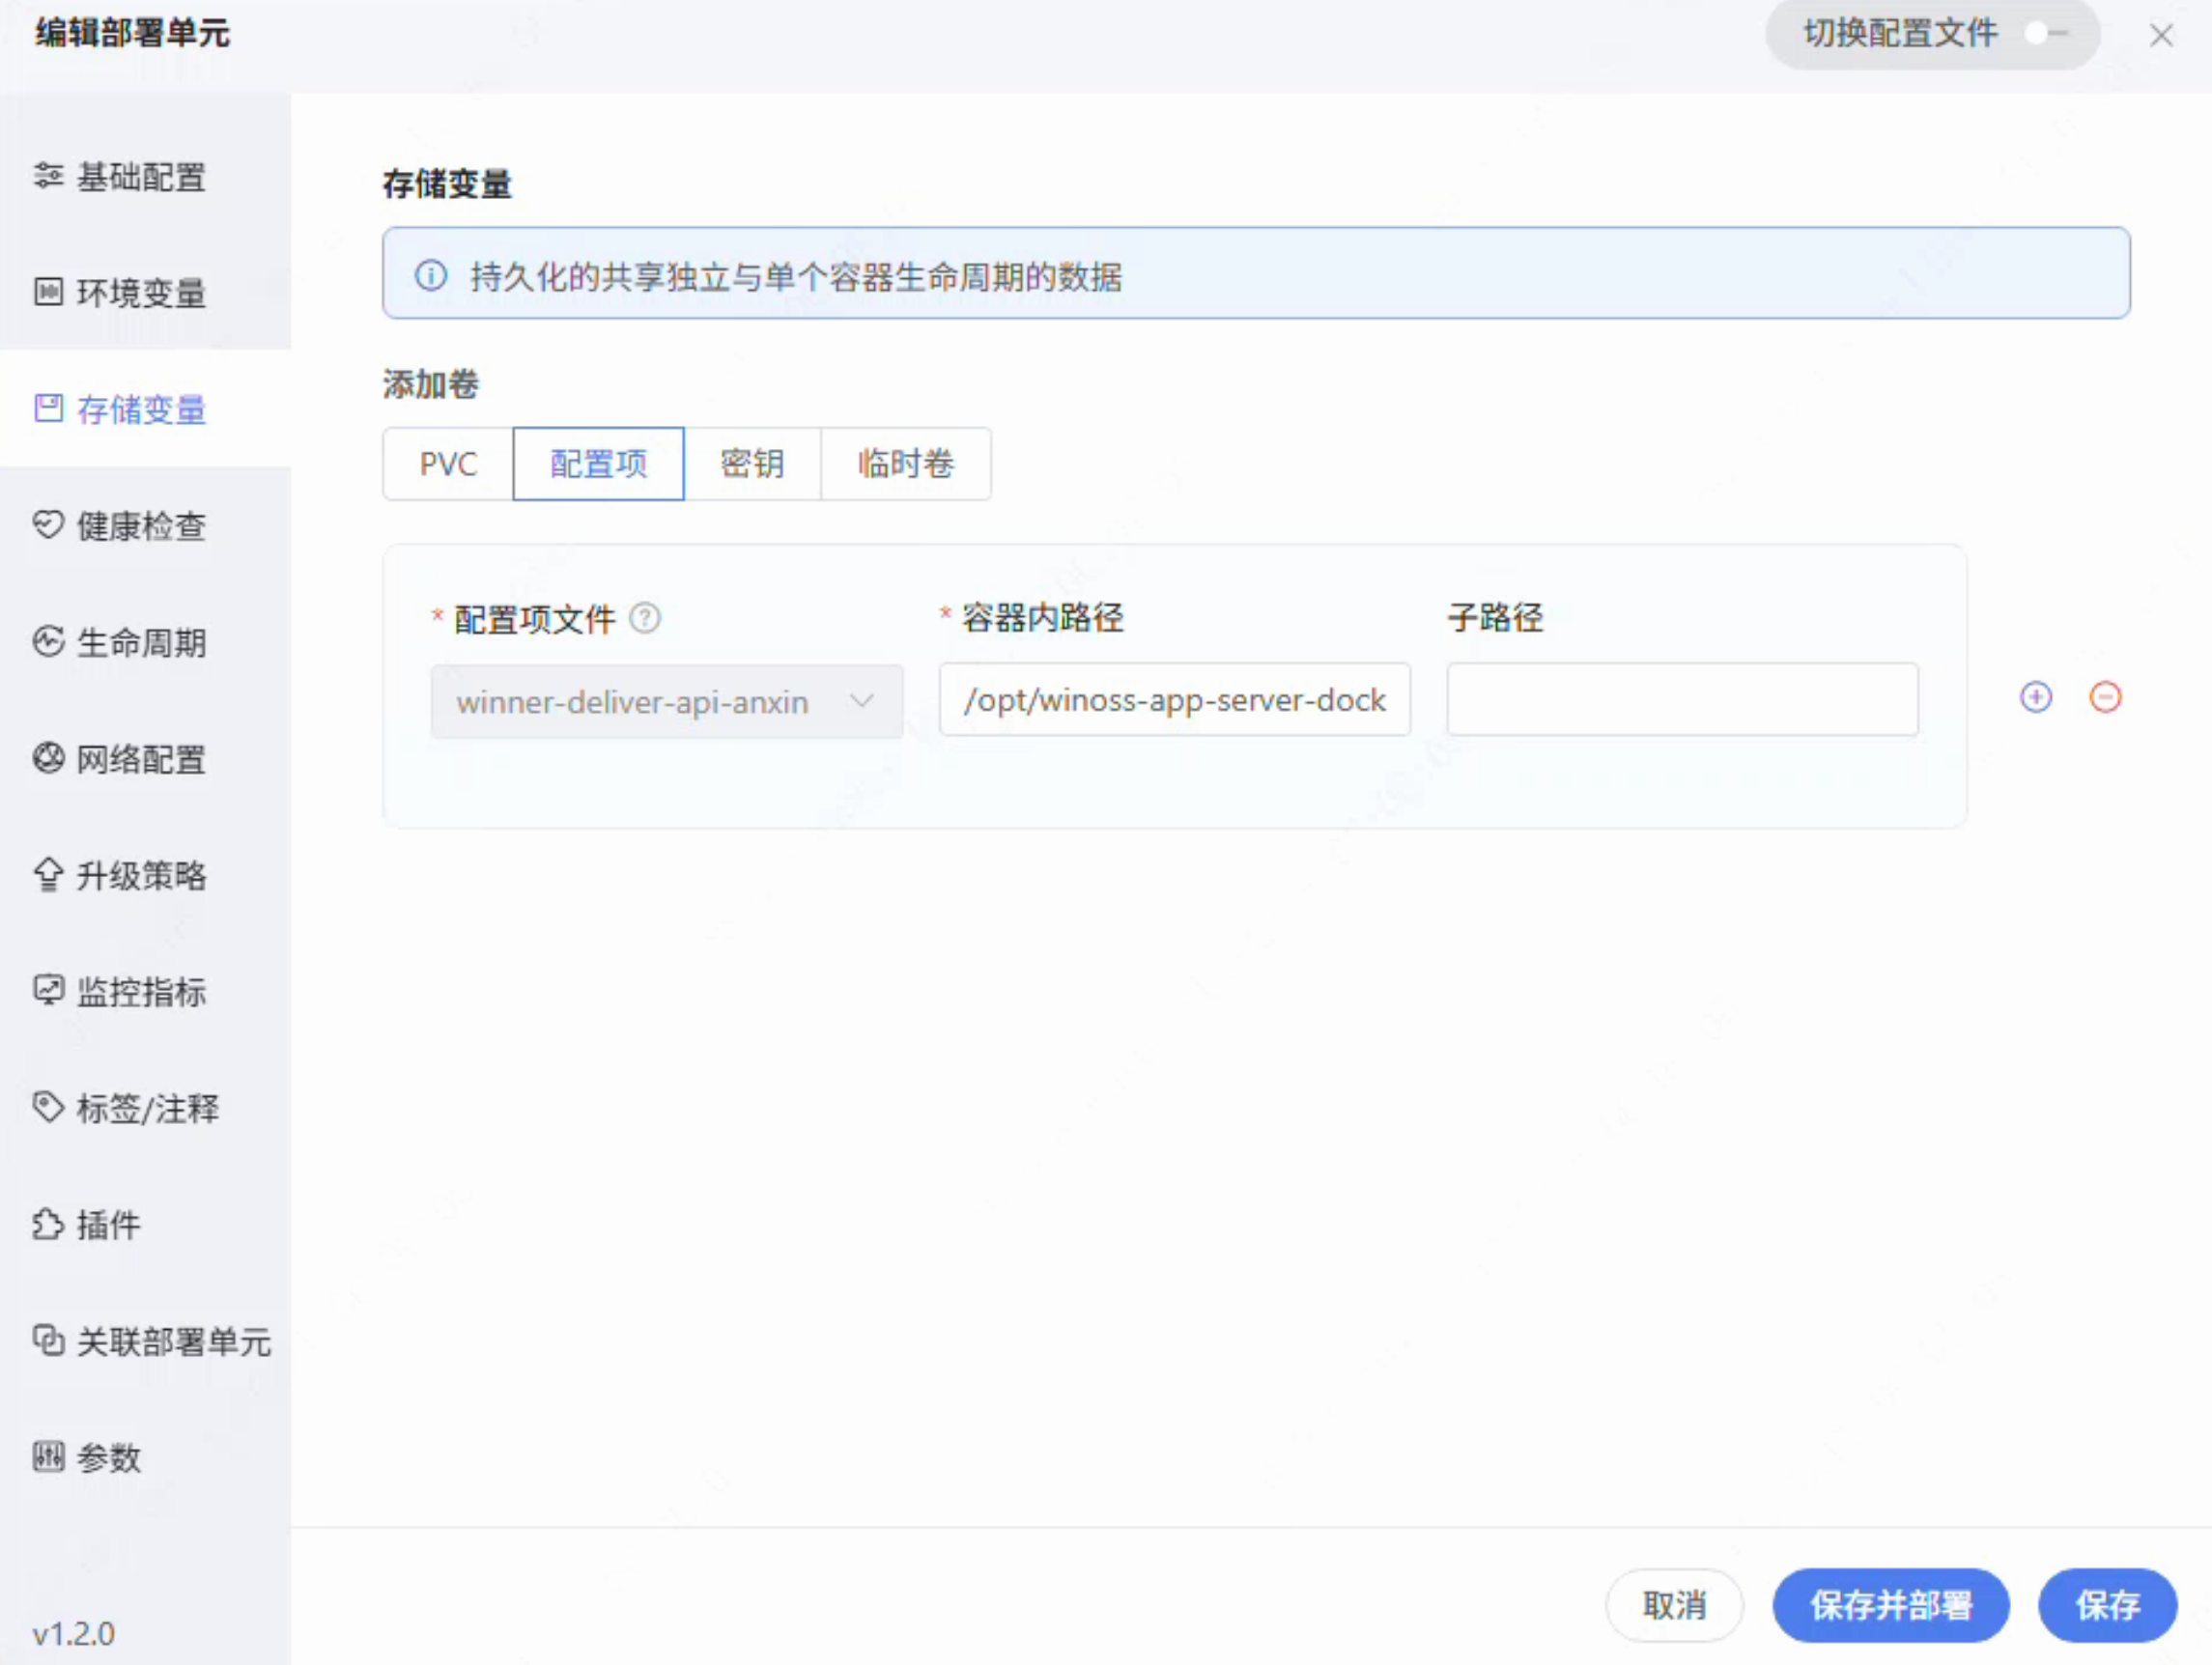 编辑部署单元
切换配置文件
基础配置
环境变量
存储变量
健康检查
生命周期
网络配置
升级策略
监控指标
标签/注释
插件
关联部署单元
参数
v1.2.0
存储变量
持久化的共享独立与单个容器生命周期的数据
添加卷
PVC 配置项 密钥 临时卷
* 配置项文件 * 容器内路径 子路径
winner-deliver-api-anxin /opt/winoss-app-server-dock
取消 保存并部署 保存